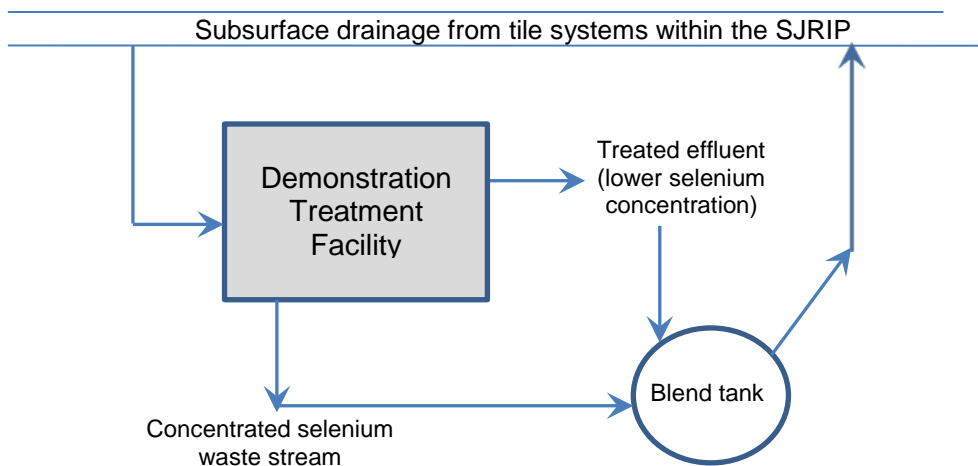 Subsurface drainage from tile systems within the SJRIP
Demonstration
Treatment
Facility
Treated effluent
(lower selenium
concentration)
Blend tank
Concentrated selenium
waste stream